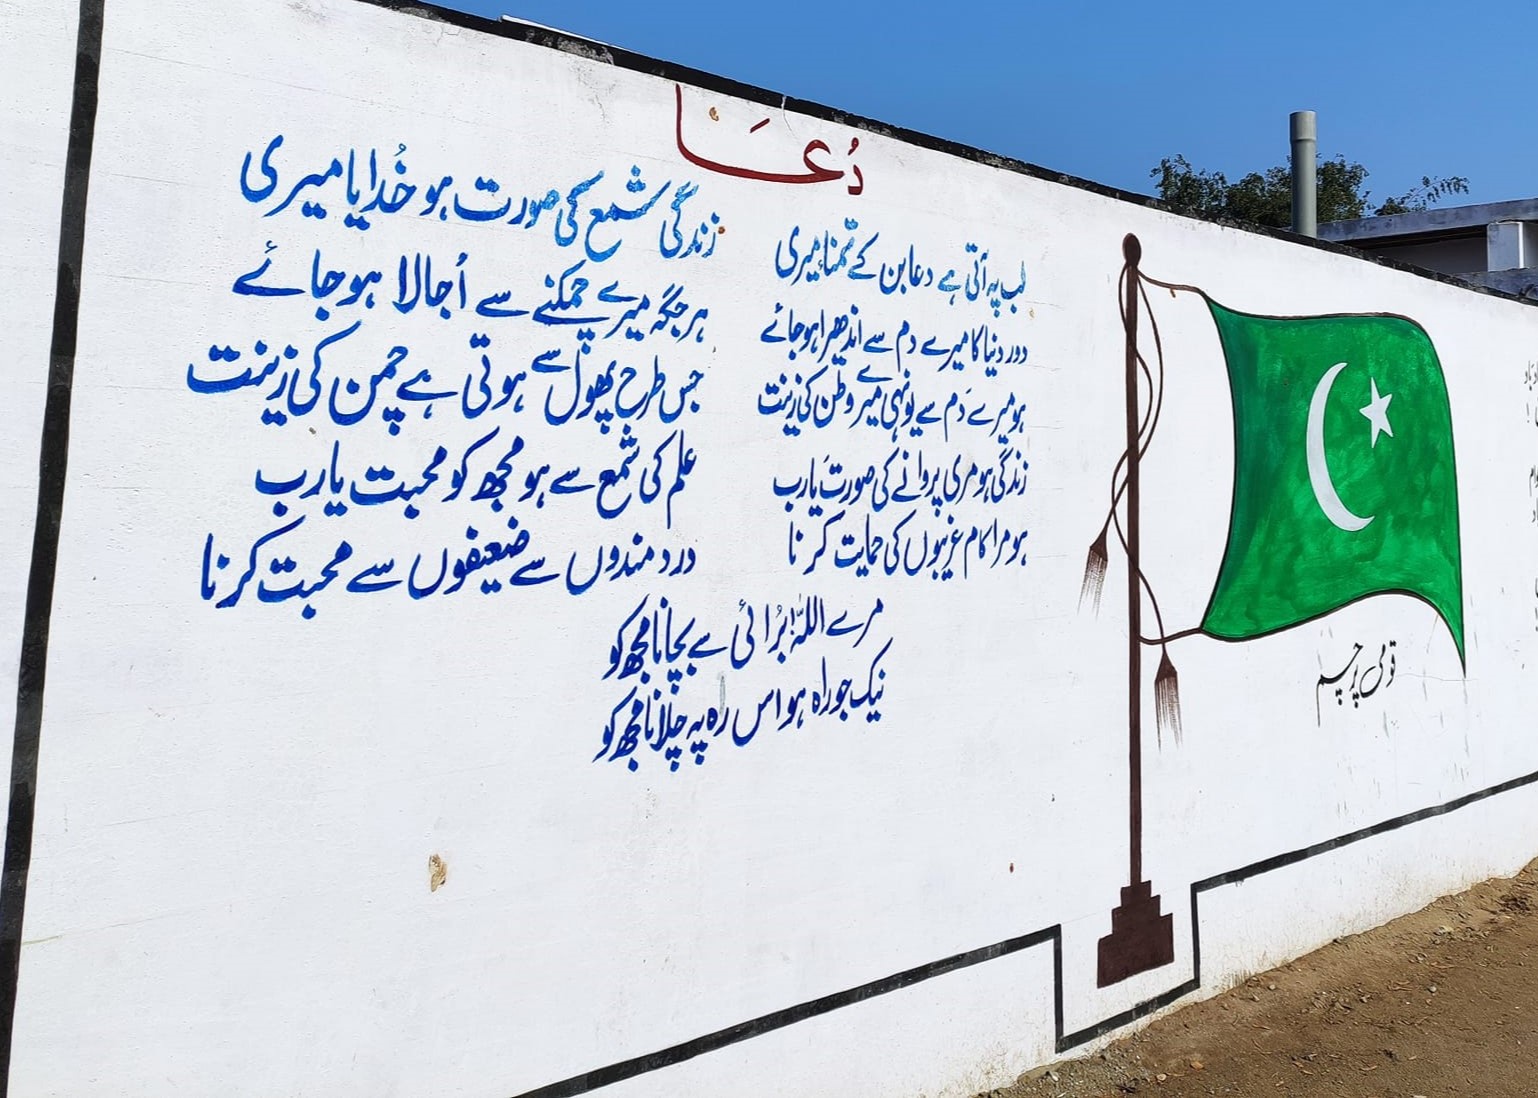 دُعَا
لب پہ آتی ہے دعا بن کے تمنا میری
زندگی شمع کی صورت ہو خُدایا میری
دور دنیا کا میرے دم سے اندھیرا ہو جائے
ہر جگہ میرے چمکنے سے اُجالا ہو جائے
ہو میرے دَم سے یونہی میرے وطن کی زینت
جس طرح پھول سے ہوتی ہے چمن کی زینت
زندگی ہو مری پروانے کی صورت یارب
علم کی شمع سے ہو مجھ کو محبت یارب
ہو مرا کام غریبوں کی حمایت کرنا
درد مندوں سے ضعیفوں سے محبت کرنا
مرے اللہ! بُرائی سے بچانا مجھ کو
نیک جو راہ ہو اس رہ پہ چلانا مجھ کو
قومی پرچم